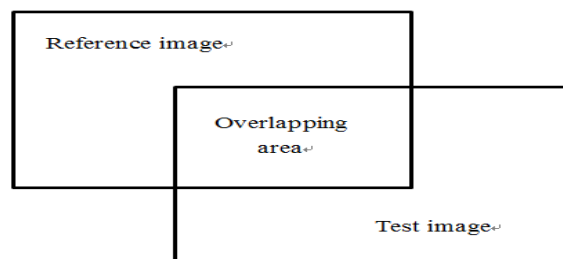 Reference image↵
Overlapping
area↵
Test image↵